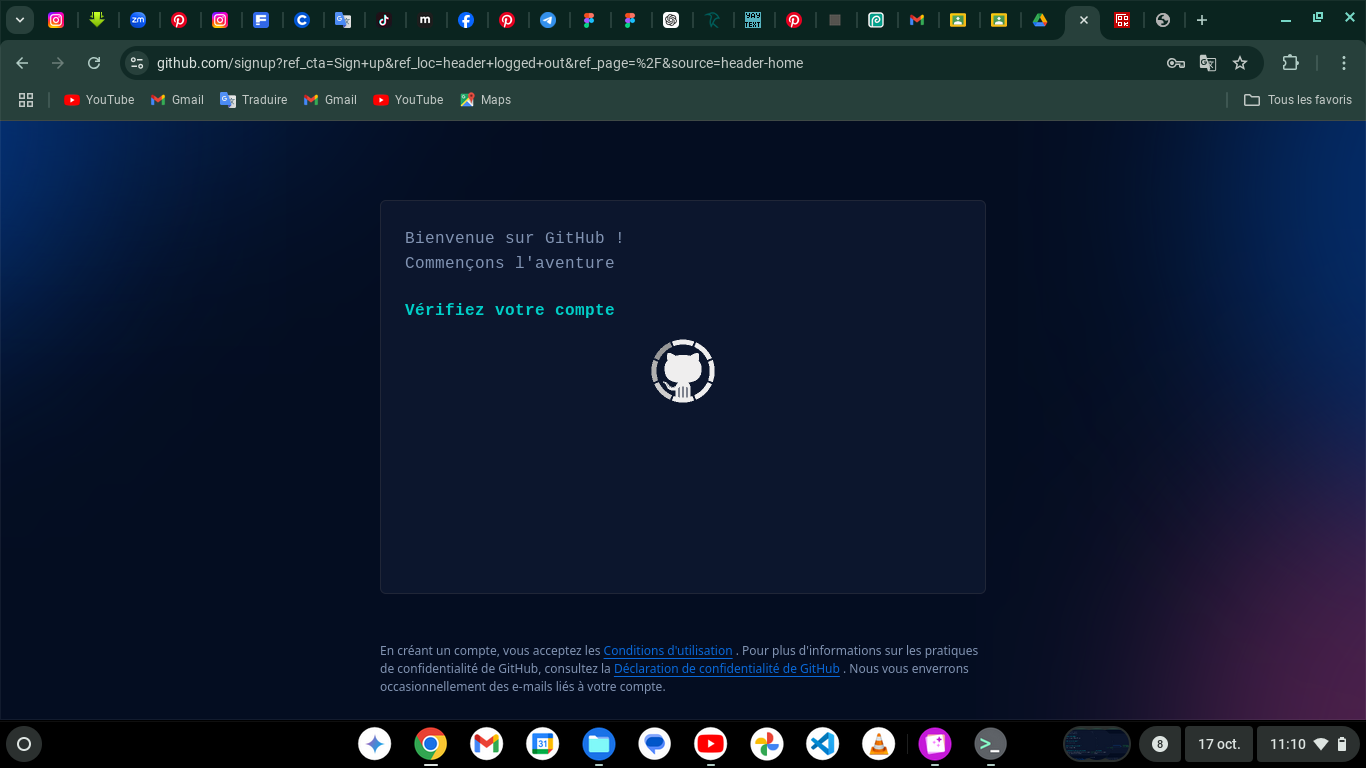 github.com/signup?ref_cta=Sign+up&ref_loc=header+logged+out&ref_page=%2F&source=header-home
YouTube Gmail Traduire Gmail YouTube Maps Tous les favoris
Bienvenue sur GitHub !
Commençons l'aventure
Vérifiez votre compte
En créant un compte, vous acceptez les Conditions d'utilisation . Pour plus d'informations sur les pratiques
de confidentialité de GitHub, consultez la Déclaration de confidentialité de GitHub . Nous vous enverrons
occasionnellement des e-mails liés à votre compte.
31
8 17 oct. 11:10